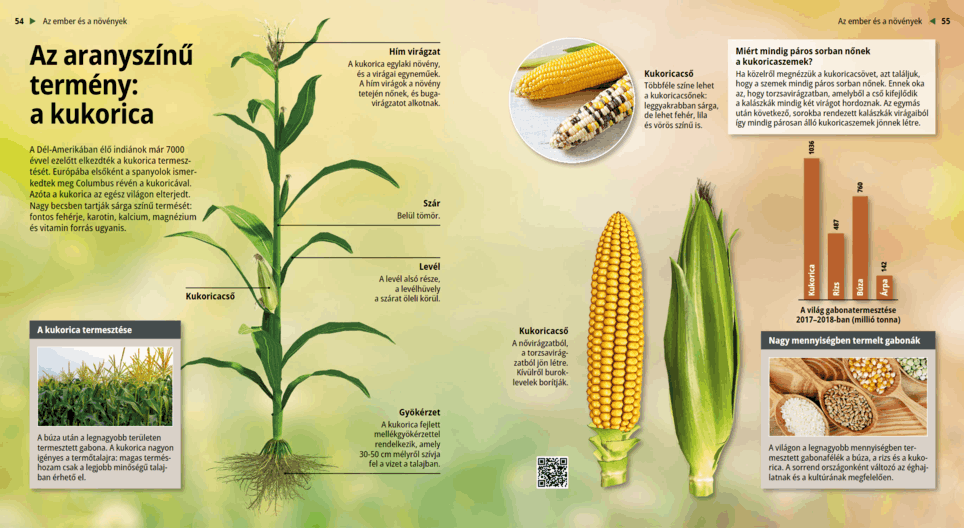 54 ▶ Az ember és a növények
Az aranyszínű
termény:
a kukorica
A Dél-Amerikában élő indiánok már 7000
évvel ezelőtt elkezdték a kukorica termesz-
tését. Európába elsőként a spanyolok ismer-
kedtek meg Columbus révén a kukoricával.
Azóta a kukorica az egész világon elterjedt.
Nagy becsben tartják sárga színű termését:
fontos fehérje, karotin, kalcium, magnézium
és vitamin forrás ugyanis.
Hím virágzat
A kukorica egylaki növény,
és a virágai egyneműek.
A hím virágok a növény
tetején nőnek, és buga-
virágzatot alkotnak.
Szár
Belül tömör.
Levél
A levél alsó része,
a levélhüvely
a szárat öleli körül.
Kukoricacső
Gyökérzet
A kukorica fejlett
mellékgyökérzettel
rendelkezik, amely
30-50 cm mélyről szívja
fel a vizet a talajban.
A kukorica termesztése
A búza után a legnagyobb területen
termesztett gabona. A kukorica nagyon
igényes a termőtalajra: magas termés-
hozam csak a legjobb minőségű talaj-
ban érhető el.
Az ember és a növények ◀ 55
Kukoricacső
Többféle színe lehet
a kukoricacsőnek:
leggyakrabban sárga,
de lehet fehér, lila
és vörös színű is.
Miért mindig páros sorban nőnek
a kukoricaszemek?
Ha közelről megnézzük a kukoricacsövet, azt találjuk,
hogy a szemek mindig páros sorban nőnek. Ennek oka
az, hogy torzsavirágzatban, amelyből a cső kifejlődik
a kalászkák mindig két virágot hordoznak. Az egymás
után következő, sorokba rendezett kalászkák virágaiból
így mindig párosan álló kukoricaszemek jönnek létre.
1036
487
760
142
Kukorica
Rizs
Búza
Árpa
A világ gabonatermesztése
2017–2018-ban (millió tonna)
Kukoricacső
A nővirágzatból,
a torzsavirág-
zatból jön létre.
Kívülről burok-
levelek borítják.
Nagy mennyiségben termelt gabonák
A világon a legnagyobb mennyiségben ter-
mesztett gabonafélék a búza, a rizs és a kuko-
rica. A sorrend országonként változó az éghaj-
latnak és a kultúrának megfelelően.